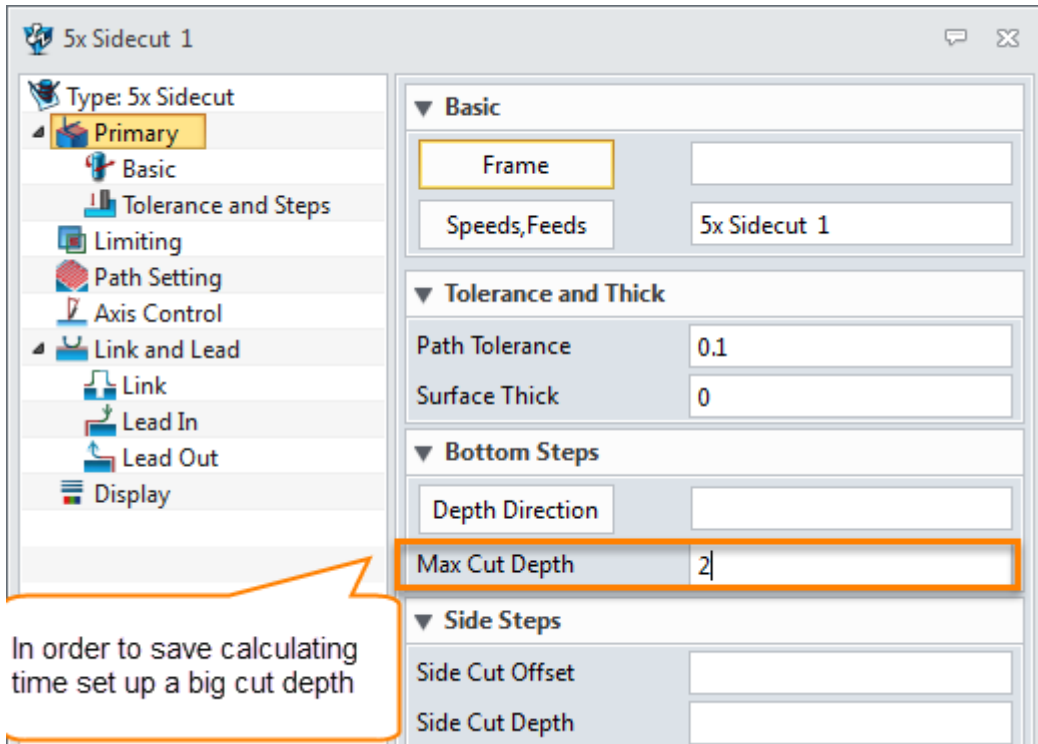 5x Sidecut 1
Type: 5x Sidecut
Primary
Basic
Tolerance and Steps
Limiting
Path Setting
Axis Control
Link and Lead
Link
Lead In
Lead Out
Display
In order to save calculating
time set up a big cut depth
Basic
Frame
Speeds,Feeds 5x Sidecut 1
Tolerance and Thick
Path Tolerance 0.1
Surface Thick 0
Bottom Steps
Depth Direction
Max Cut Depth 2
Side Steps
Side Cut Offset
Side Cut Depth